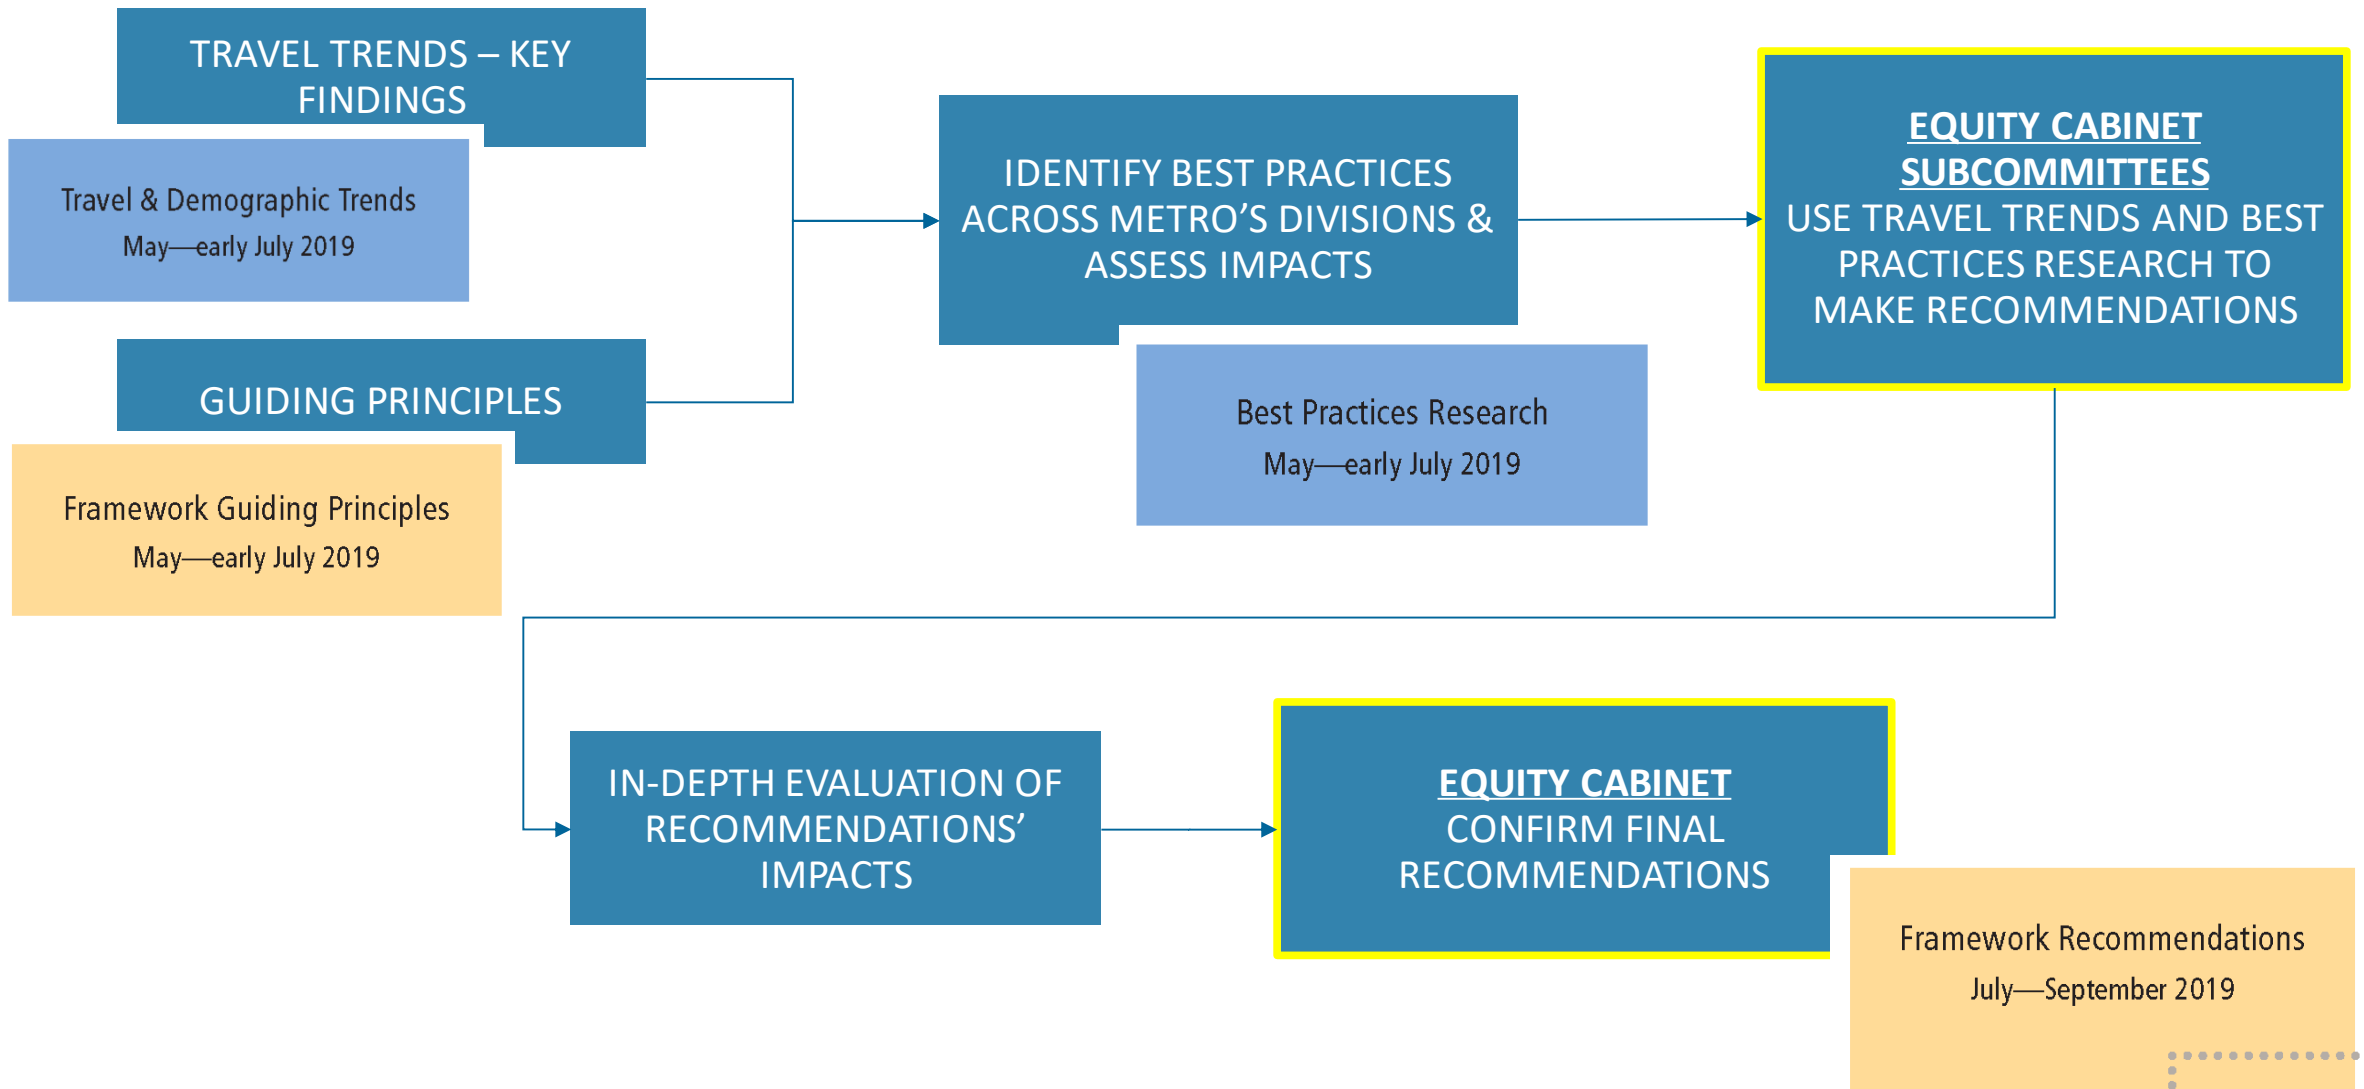 TRAVEL TRENDS – KEY
FINDINGS
Travel & Demographic Trends
May—early July 2019
GUIDING PRINCIPLES
Framework Guiding Principles
May—early July 2019
IDENTIFY BEST PRACTICES
ACROSS METRO’S DIVISIONS &
ASSESS IMPACTS
Best Practices Research
May—early July 2019
EQUITY CABINET
SUBCOMMITTEES
USE TRAVEL TRENDS AND BEST
PRACTICES RESEARCH TO
MAKE RECOMMENDATIONS
IN-DEPTH EVALUATION OF
RECOMMENDATIONS’
IMPACTS
EQUITY CABINET
CONFIRM FINAL
RECOMMENDATIONS
Framework Recommendations
July—September 2019